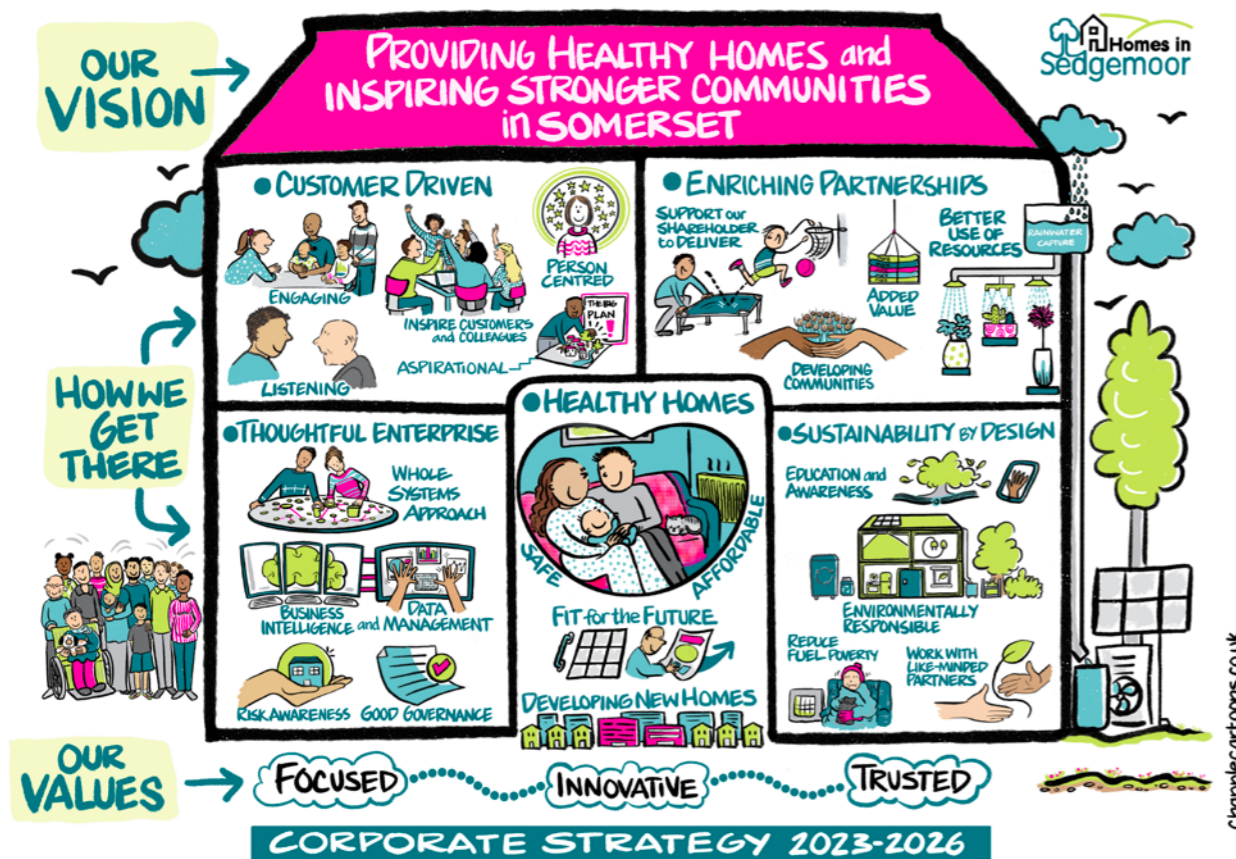 OUR
VISION
PROVIDING HEALTHY HOMES and
INSPIRING STRONGER COMMUNITIES
in SOMERSET
Homes in
Sedgemoor
HOW WE
GET
THERE
CUSTOMER DRIVEN
ENGAGING
INSPIRE CUSTOMERS
and COLLEAGUES
PERSON
CENTRED
LISTENING
ASPIRATIONAL
THE BIG
PLAN
!
ENRICHING PARTNERSHIPS
SUPPORT our
SHAREHOLDER
to DELIVER
ADDED
VALUE
BETTER
USE OF
RESOURCES
RAINWATER
CAPTURE
DEVELOPING
COMMUNITIES
THOUGHTFUL ENTERPRISE
WHOLE-
SYSTEMS
APPROACH
BUSINESS
INTELLIGENCE and DATA
MANAGEMENT
RISK AWARENESS
GOOD GOVERNANCE
HEALTHY HOMES
SAFE
AFFORDABLE
FIT for the FUTURE
DEVELOPING NEW HOMES
SUSTAINABILITY BY DESIGN
EDUCATION and
AWARENESS
ENVIRONMENTALLY
RESPONSIBLE
REDUCE
FUEL POVERTY
WORK WITH
LIKE-MINDED
PARTNERS
OUR
VALUES
FOCUSED
INNOVATIVE
TRUSTED
CORPORATE STRATEGY 2023-2026
chapplecartoons.co.uk